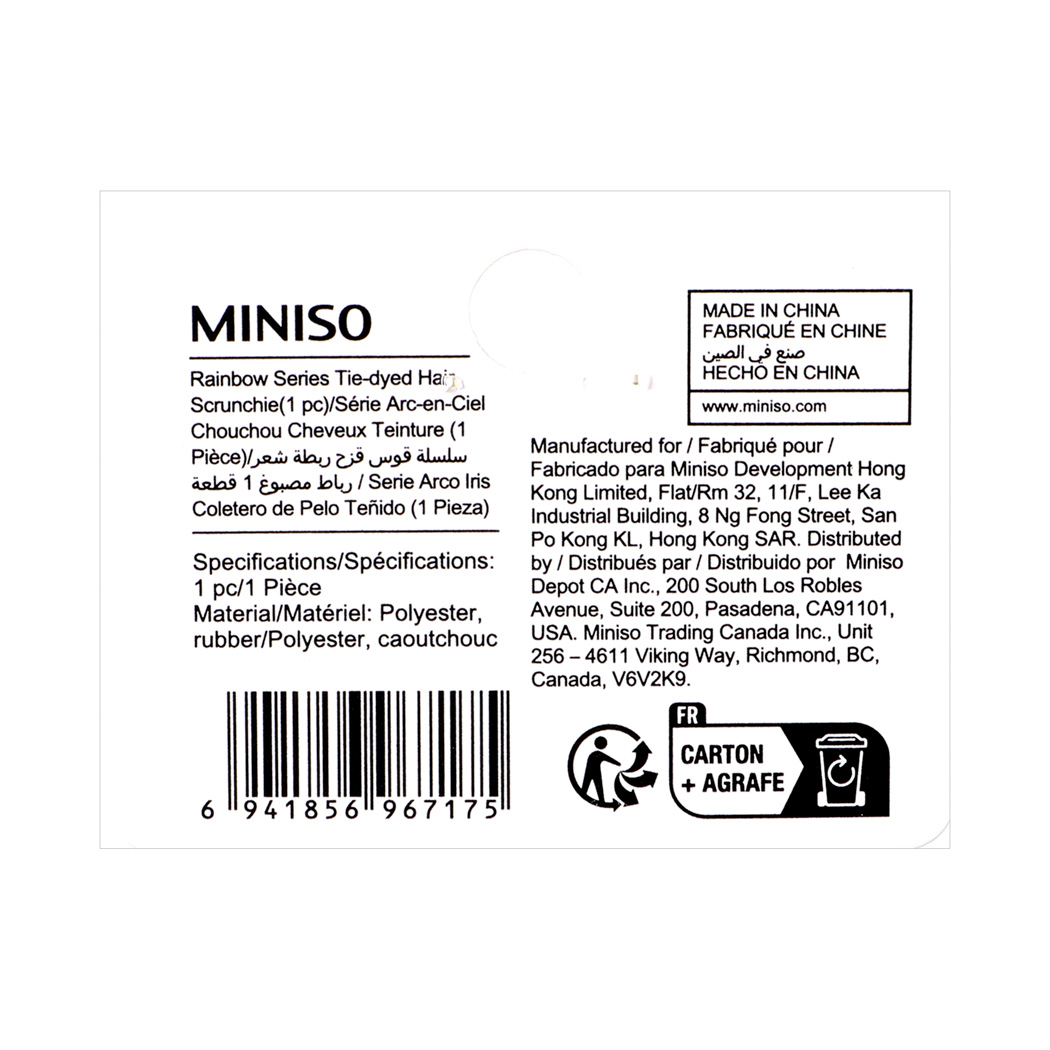 MINISO
Rainbow Series Tie-dyed Hair
Scrunchie(1 pc)/Série Arc-en-Ciel
Chouchou Cheveux Teinture (1
Pièce)/سلسلة قوس قزح ربطة شعر
رباط مصبوغ 1 قطعة / Serie Arco Iris
Coletero de Pelo Teñido (1 Pieza)
Specifications/Spécifications:
1 pc/1 Pièce
Material/Matériel: Polyester,
rubber/Polyester, caoutchouc
6 941856 967175
MADE IN CHINA
FABRIQUÉ EN CHINE
صنع في الصين
HECHO EN CHINA
www.miniso.com
Manufactured for / Fabriqué pour /
Fabricado para Miniso Development Hong
Kong Limited, Flat/Rm 32, 11/F, Lee Ka
Industrial Building, 8 Ng Fong Street, San
Po Kong KL, Hong Kong SAR. Distributed
by / Distribués par / Distribuido por Miniso
Depot CA Inc., 200 South Los Robles
Avenue, Suite 200, Pasadena, CA91101,
USA. Miniso Trading Canada Inc., Unit
256 – 4611 Viking Way, Richmond, BC,
Canada, V6V2K9.
FR
CARTON
+ AGRAFE